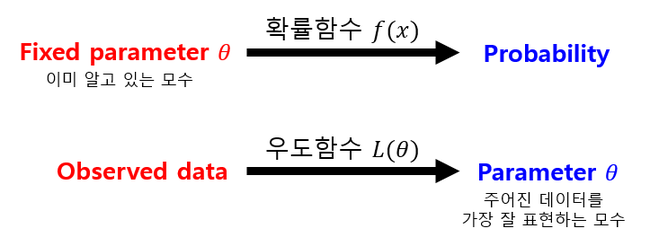 확률함수 f(x)
Fixed parameter θ
이미 알고 있는 모수
Probability
우도함수 L(θ)
Observed data
Parameter θ
주어진 데이터를
가장 잘 표현하는 모수